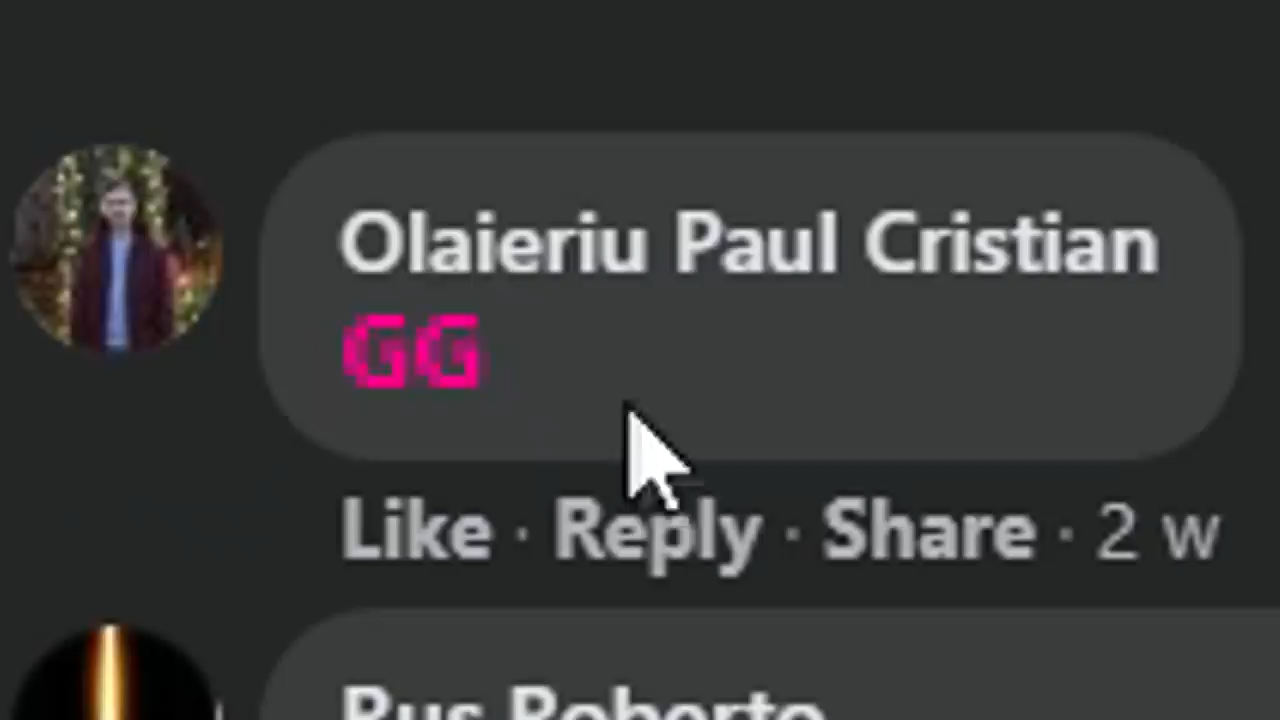 Olaieriu Paul Cristian
GG
Like · Reply · Share · 2 w
Rus Roberto